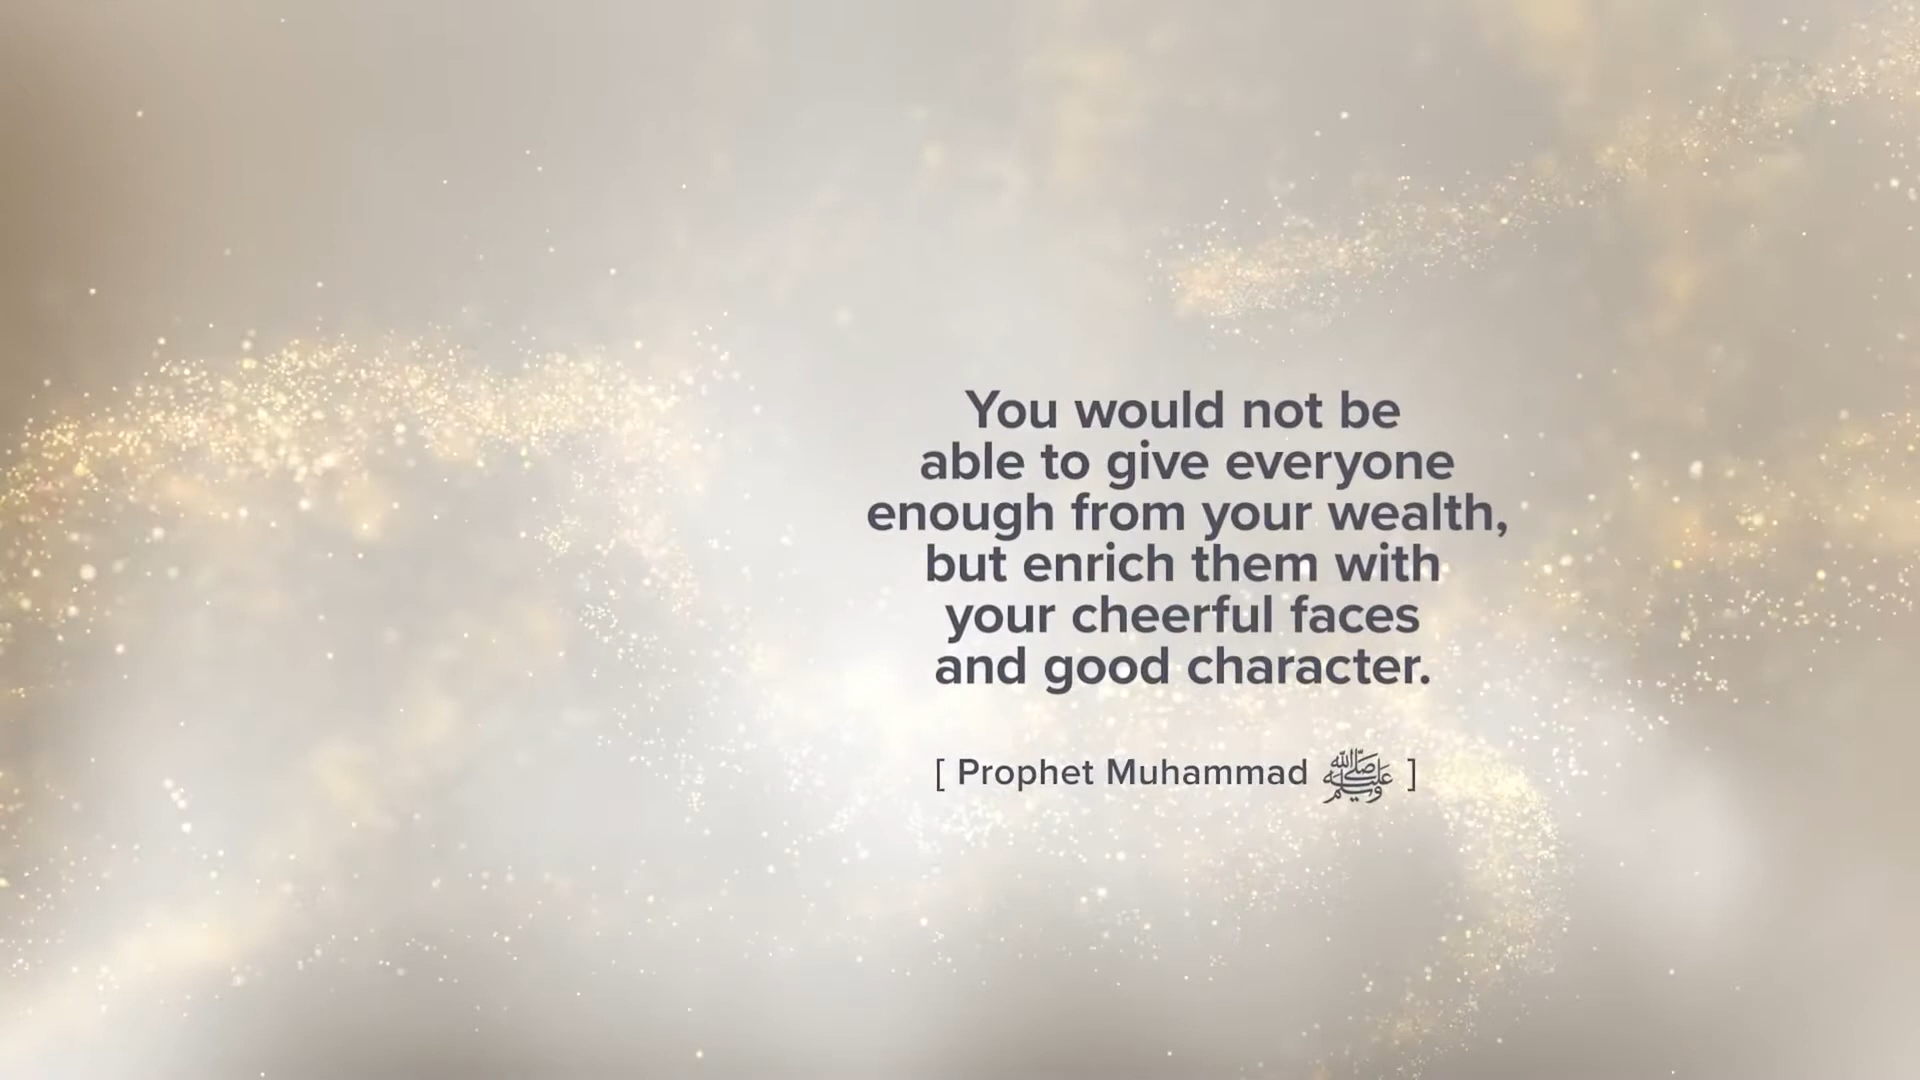 You would not be
able to give everyone
enough from your wealth,
but enrich them with
your cheerful faces
and good character.
[ Prophet Muhammad ﷺ ]